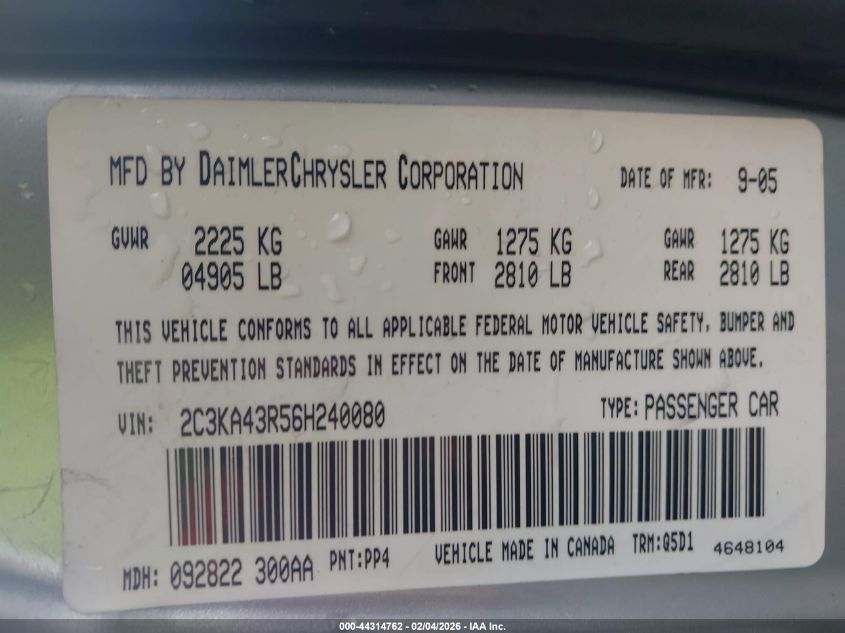 MFD BY DAIMLERCHRYSLER CORPORATION DATE OF MFR: 9-05
GVWR 2225 KG GAWR 1275 KG GAWR 1275 KG
04905 LB FRONT 2810 LB REAR 2810 LB
THIS VEHICLE CONFORMS TO ALL APPLICABLE FEDERAL MOTOR VEHICLE SAFETY, BUMPER AND
THEFT PREVENTION STANDARDS IN EFFECT ON THE DATE OF MANUFACTURE SHOWN ABOVE.
VIN: 2C3KA43R56H240080 TYPE: PASSENGER CAR
MDH: 092822 300AA PNT:PP4 VEHICLE MADE IN CANADA TRM:Q5D1 4648104
000-44314762 - 02/04/2026 - IAA Inc.